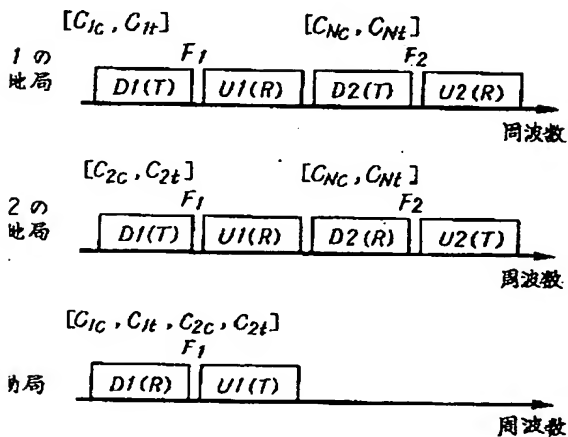 [C1c, C1t] [CNc, CNt]
F1 F2
1 の
地局
D1(T) U1(R) D2(T) U2(R)
周波数
[C2c, C2t] [CNc, CNt]
F1 F2
2 の
地局
D1(T) U1(R) D2(R) U2(T)
周波数
[C1c, C1t, C2c, C2t]
F1
局
D1(R) U1(T)
周波数